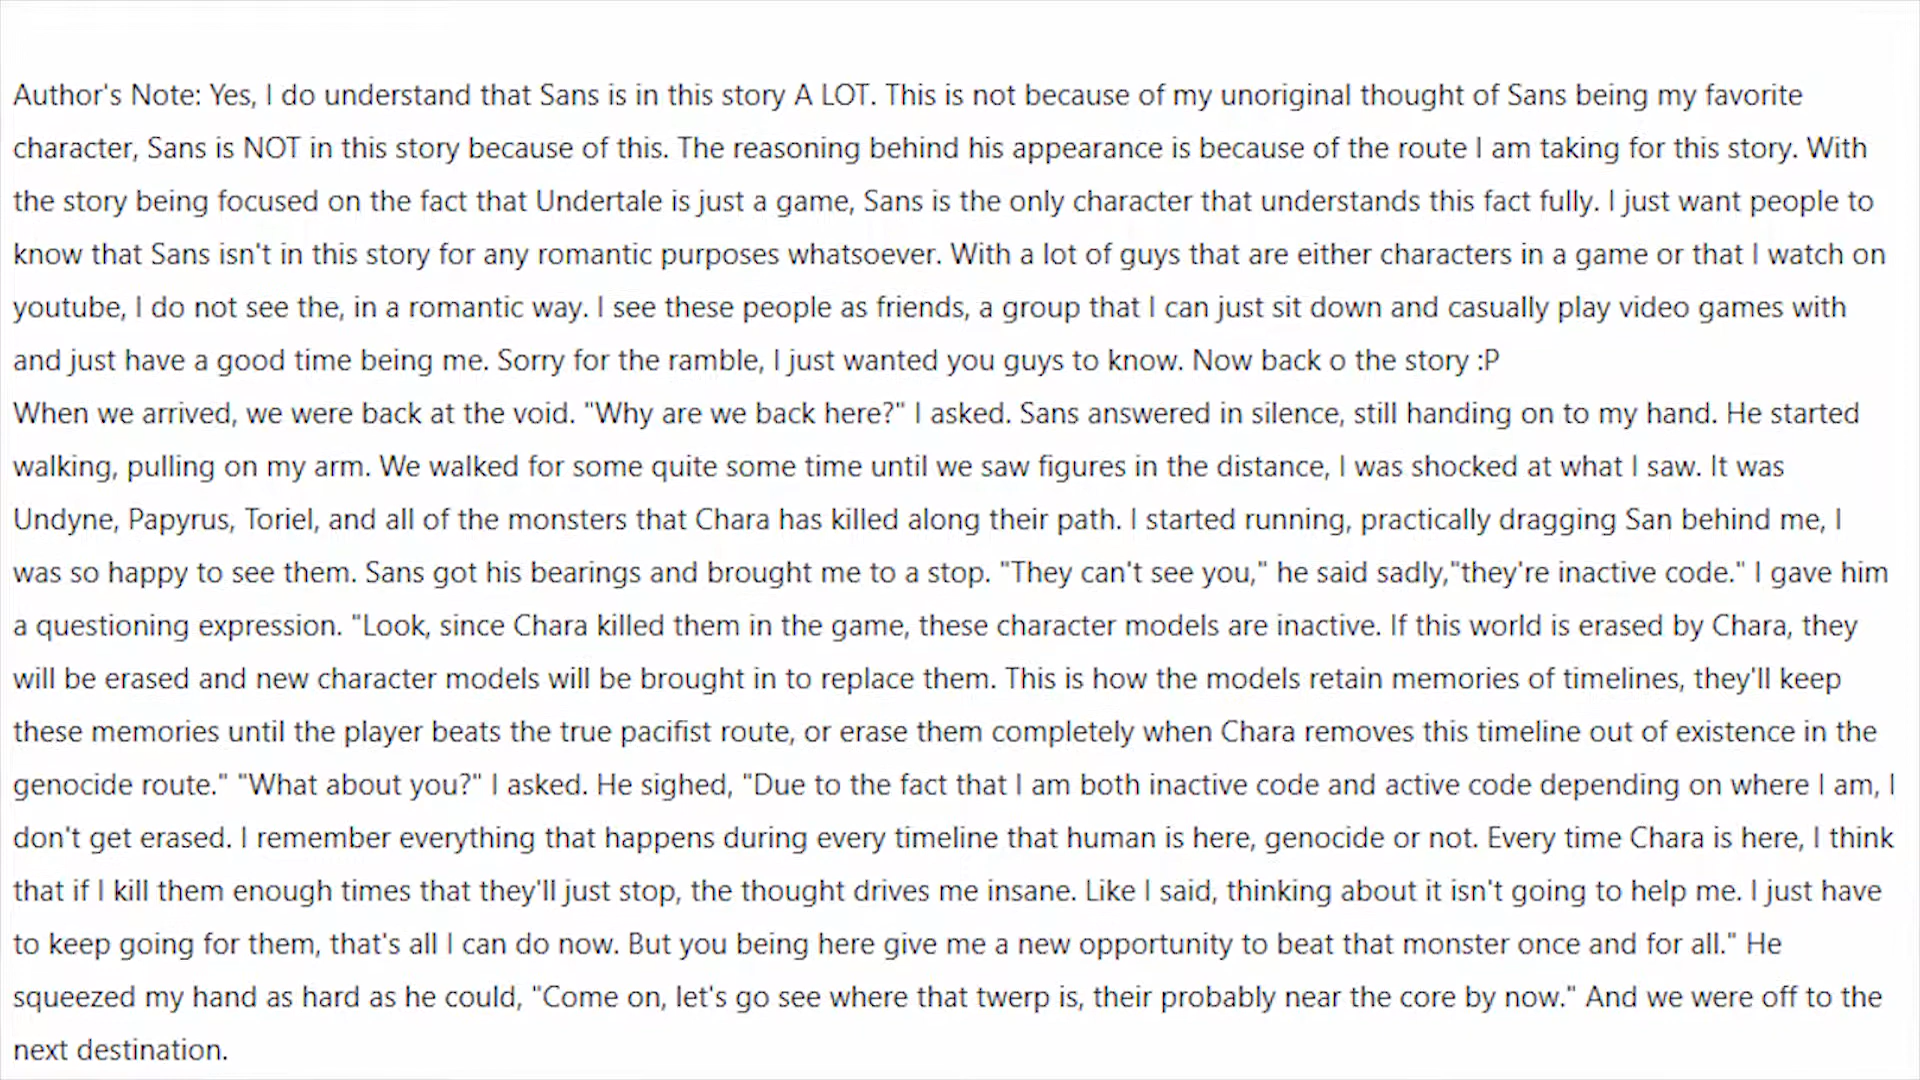 Author's Note: Yes, I do understand that Sans is in this story A LOT. This is not because of my unoriginal thought of Sans being my favorite
character, Sans is NOT in this story because of this. The reasoning behind his appearance is because of the route I am taking for this story. With
the story being focused on the fact that Undertale is just a game, Sans is the only character that understands this fact fully. I just want people to
know that Sans isn't in this story for any romantic purposes whatsoever. With a lot of guys that are either characters in a game or that I watch on
youtube, I do not see the, in a romantic way. I see these people as friends, a group that I can just sit down and casually play video games with
and just have a good time being me. Sorry for the ramble, I just wanted you guys to know. Now back o the story :P
When we arrived, we were back at the void. "Why are we back here?" I asked. Sans answered in silence, still handing on to my hand. He started
walking, pulling on my arm. We walked for some quite some time until we saw figures in the distance, I was shocked at what I saw. It was
Undyne, Papyrus, Toriel, and all of the monsters that Chara has killed along their path. I started running, practically dragging San behind me, I
was so happy to see them. Sans got his bearings and brought me to a stop. "They can't see you," he said sadly,"they're inactive code." I gave him
a questioning expression. "Look, since Chara killed them in the game, these character models are inactive. If this world is erased by Chara, they
will be erased and new character models will be brought in to replace them. This is how the models retain memories of timelines, they'll keep
these memories until the player beats the true pacifist route, or erase them completely when Chara removes this timeline out of existence in the
genocide route." "What about you?" I asked. He sighed, "Due to the fact that I am both inactive code and active code depending on where I am, I
don't get erased. I remember everything that happens during every timeline that human is here, genocide or not. Every time Chara is here, I think
that if I kill them enough times that they'll just stop, the thought drives me insane. Like I said, thinking about it isn't going to help me. I just have
to keep going for them, that's all I can do now. But you being here give me a new opportunity to beat that monster once and for all." He
squeezed my hand as hard as he could, "Come on, let's go see where that twerp is, their probably near the core by now." And we were off to the
next destination.